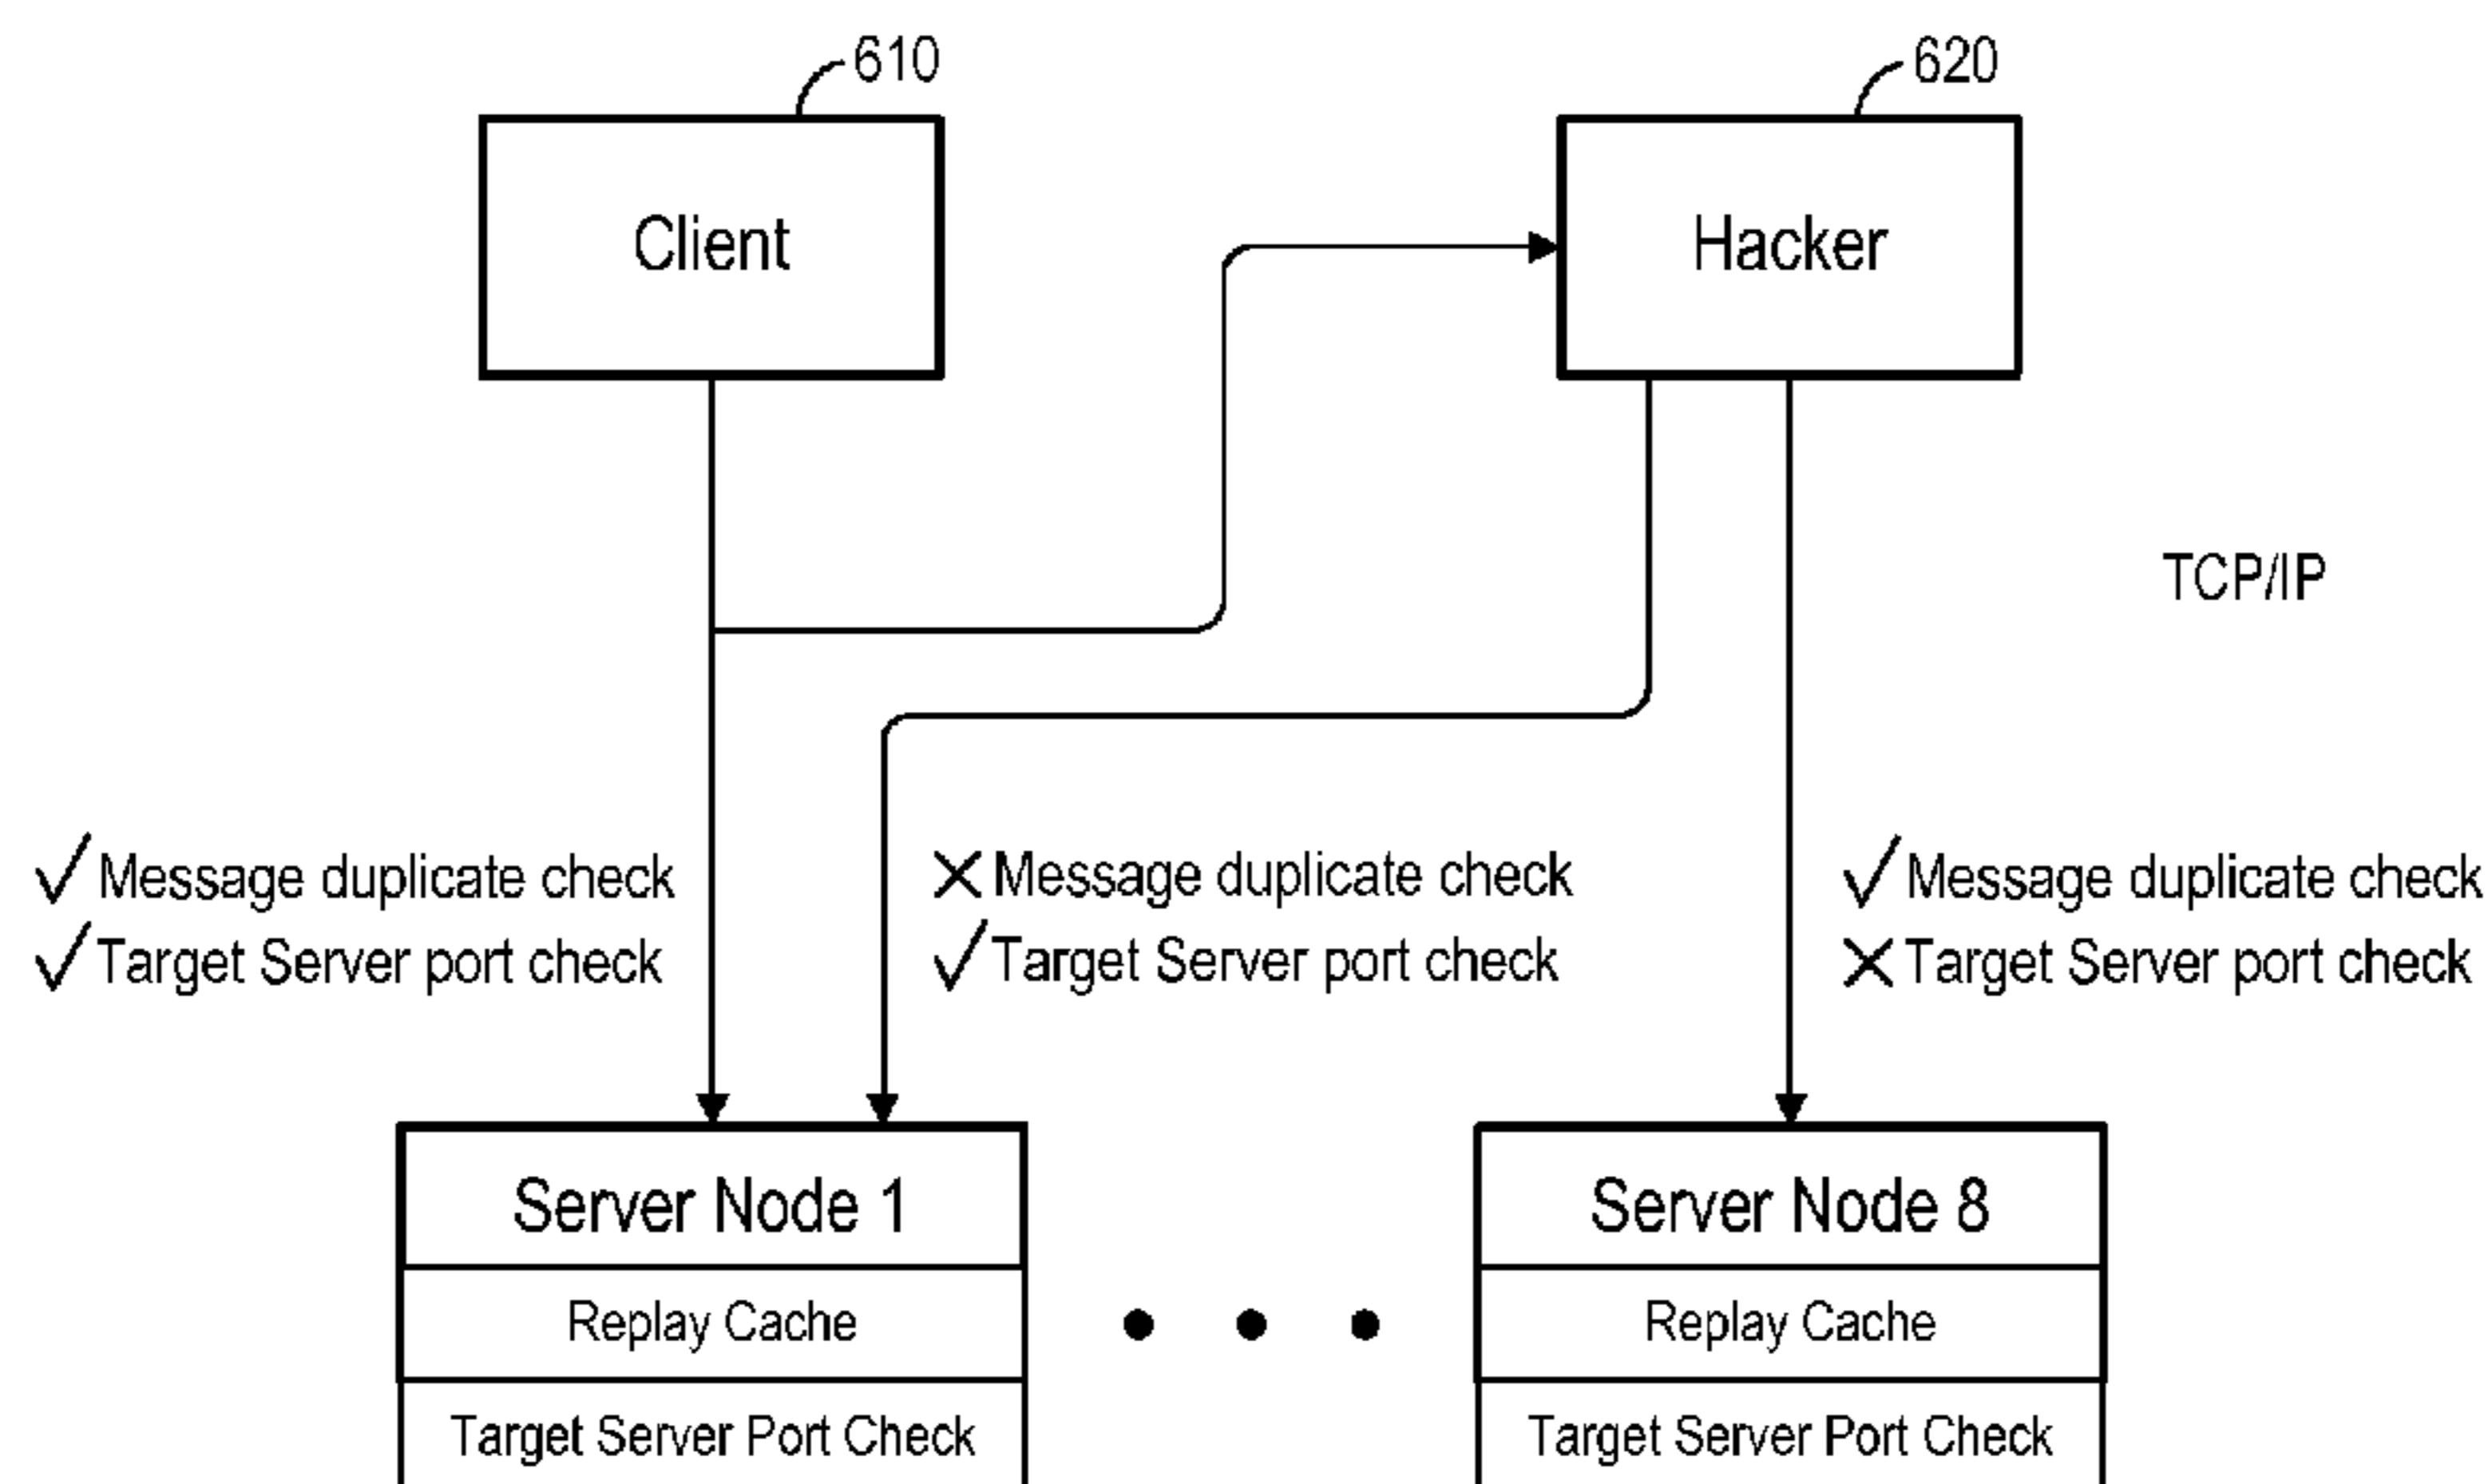 610
620
Client
Hacker
TCP/IP
✓ Message duplicate check
✓ Target Server port check
✕ Message duplicate check
✓ Target Server port check
✓ Message duplicate check
✕ Target Server port check
Server Node 1
Replay Cache
Target Server Port Check
Server Node 8
Replay Cache
Target Server Port Check